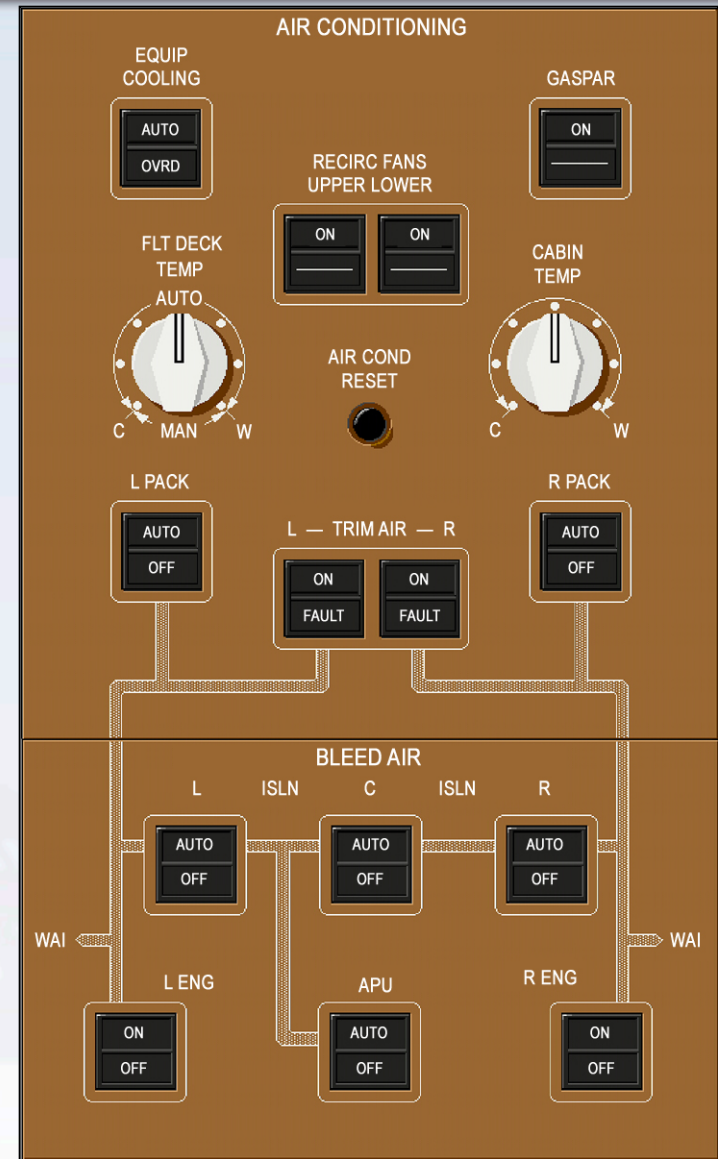 AIR CONDITIONING
EQUIP
COOLING
AUTO
OVRD
GASPAR
ON
RECIRC FANS
UPPER LOWER
ON
ON
FLT DECK
TEMP
AUTO
C
MAN
W
CABIN
TEMP
C
W
AIR COND
RESET
L PACK
AUTO
OFF
R PACK
AUTO
OFF
L — TRIM AIR — R
ON
FAULT
ON
FAULT
BLEED AIR
L ISLN C ISLN R
AUTO
OFF
AUTO
OFF
AUTO
OFF
WAI
WAI
L ENG
ON
OFF
APU
AUTO
OFF
R ENG
ON
OFF